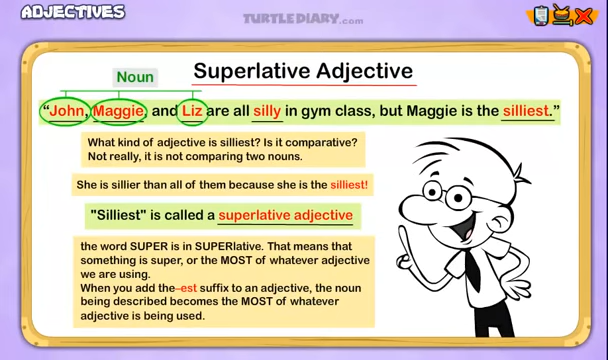 ADJECTIVES
TURTLEDIARY.com
Superlative Adjective
Noun
“John, Maggie, and Liz are all silly in gym class, but Maggie is the silliest.”
What kind of adjective is silliest? Is it comparative?
Not really, it is not comparing two nouns.
She is sillier than all of them because she is the silliest!
"Silliest" is called a superlative adjective
the word SUPER is in SUPERlative. That means that
something is super, or the MOST of whatever adjective
we are using.
When you add the–est suffix to an adjective, the noun
being described becomes the MOST of whatever
adjective is being used.